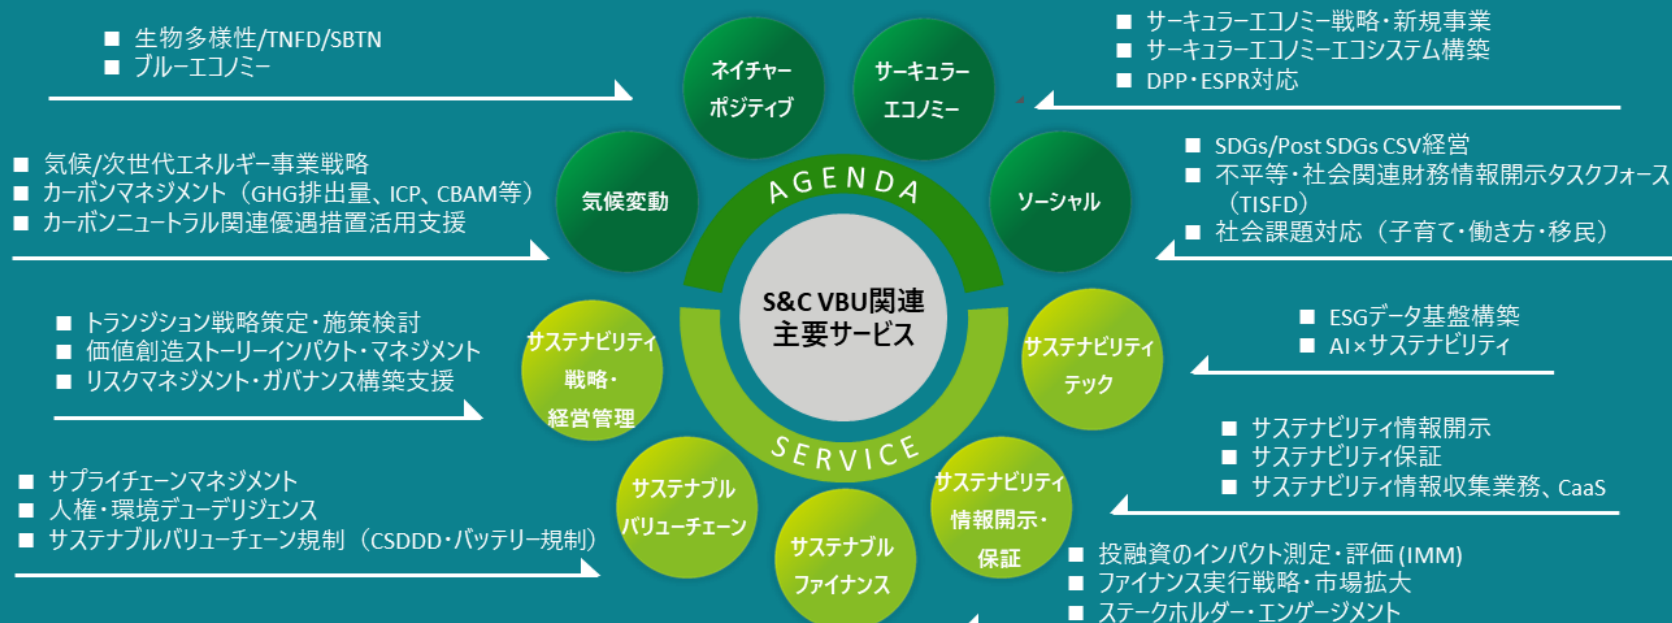 ■ 生物多様性/TNFD/SBTN
■ ブルーエコノミー
ネイチャー
ポジティブ
サーキュラー
エコノミー
■ サーキュラーエコノミー戦略・新規事業
■ サーキュラーエコノミーエコシステム構築
■ DPP・ESPR対応
■ 気候/次世代エネルギー事業戦略
■ カーボンマネジメント（GHG排出量、ICP、CBAM等）
■ カーボンニュートラル関連優遇措置活用支援
気候変動
AGENDA
ソーシャル
■ SDGs/Post SDGs CSV経営
■ 不平等・社会関連財務情報開示タスクフォース
（TISFD）
■ 社会課題対応（子育て・働き方・移民）
S&C VBU関連
主要サービス
■ トランジション戦略策定・施策検討
■ 価値創造ストーリーインパクト・マネジメント
■ リスクマネジメント・ガバナンス構築支援
サステナビリティ
戦略・
経営管理
サステナビリティ
テック
■ ESGデータ基盤構築
■ AI×サステナビリティ
SERVICE
■ サプライチェーンマネジメント
■ 人権・環境デューデリジェンス
■ サステナブルバリューチェーン規制（CSDDD・バッテリー規制）
サステナブル
バリューチェーン
サステナブル
ファイナンス
サステナビリティ
情報開示・
保証
■ サステナビリティ情報開示
■ サステナビリティ保証
■ サステナビリティ情報収集業務、CaaS
■ 投融資のインパクト測定・評価 (IMM)
■ ファイナンス実行戦略・市場拡大
■ ステークホルダー・エンゲージメント